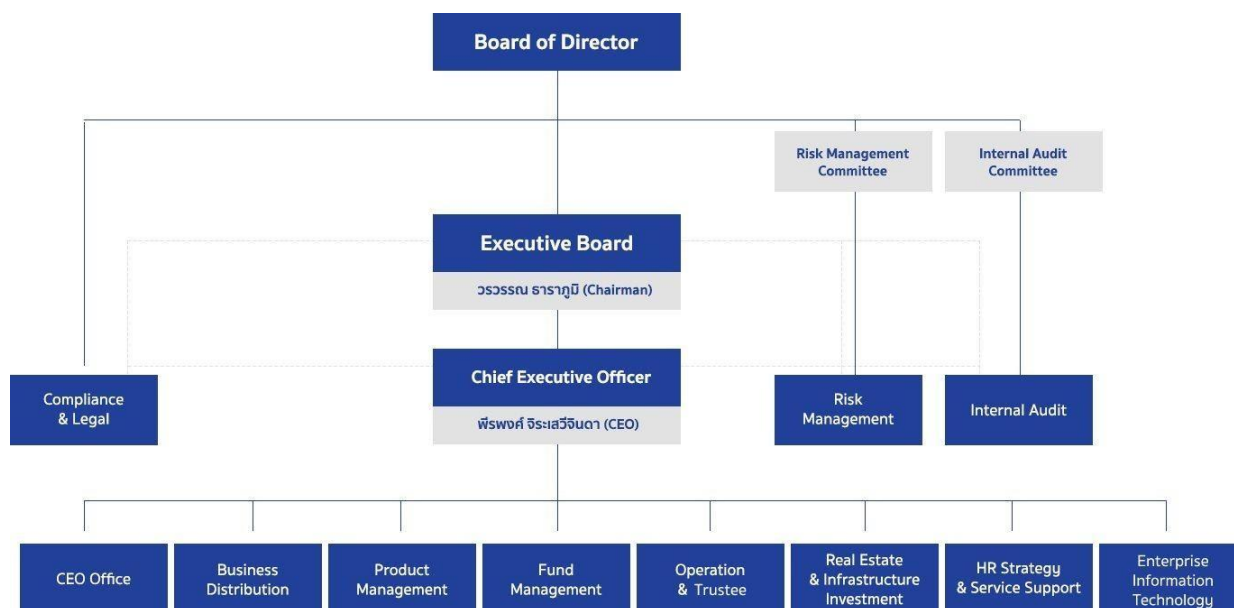 Board of Director
Risk Management
Committee
Internal Audit
Committee
Executive Board
วรวรรณ ธาราภูมิ (Chairman)
Chief Executive Officer
พีรพงศ์ จิระเสวีจินดา (CEO)
Compliance
& Legal
Risk
Management
Internal Audit
CEO Office
Business
Distribution
Product
Management
Fund
Management
Operation
& Trustee
Real Estate
& Infrastructure
Investment
HR Strategy
& Service Support
Enterprise
Information
Technology